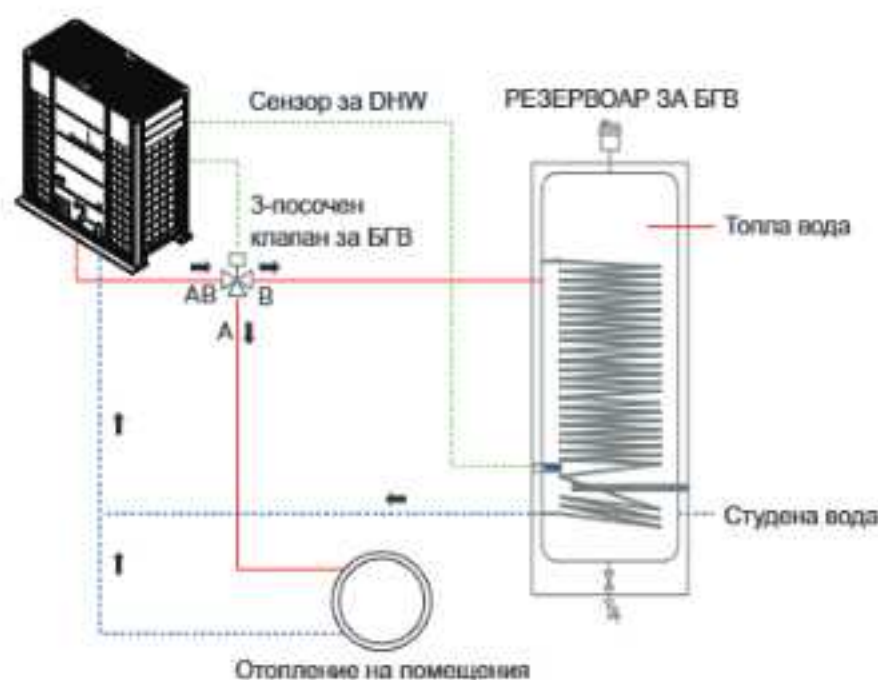 Сензор за DHW
РЕЗЕРВОАР ЗА БГВ
3-посочен
клапан за БГВ
Топла вода
AB
B
A
Студена вода
Отопление на помещения